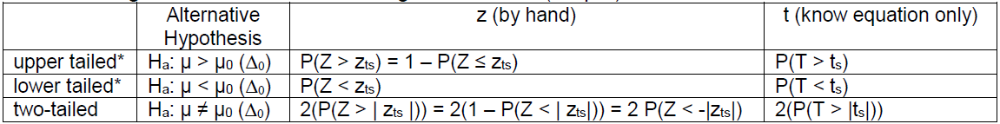 Alternative Hypothesis
z (by hand)
t (know equation only)
upper tailed*
Hₐ: μ > μ₀ (Δ₀)
P(Z > zₜₛ) = 1 – P(Z ≤ zₜₛ)
P(T > tₛ)
lower tailed*
Hₐ: μ < μ₀ (Δ₀)
P(Z < zₜₛ)
P(T < tₛ)
two-tailed
Hₐ: μ ≠ μ₀ (Δ₀)
2(P(Z > | zₜₛ |)) = 2(1 – P(Z < | zₜₛ|)) = 2 P(Z < -|zₜₛ|)
2(P(T > |tₛ|))